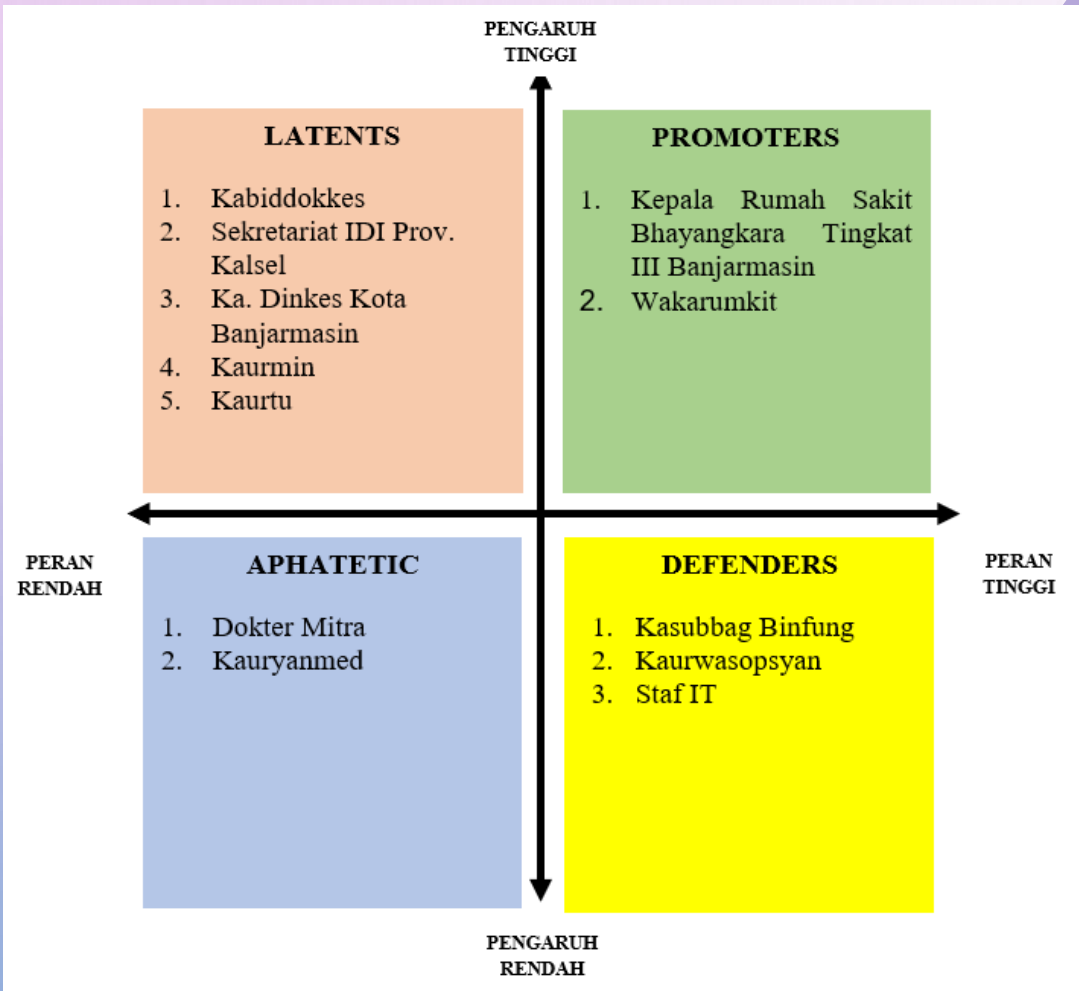 PENGARUH
TINGGI
LATENTS
1. Kabiddokkes
2. Sekretariat IDI Prov.
Kalsel
3. Ka. Dinkes Kota
Banjarmasin
4. Kaurmin
5. Kaurtu
PROMOTERS
1. Kepala Rumah Sakit
Bhayangkara Tingkat
III Banjarmasin
2. Wakarumkit
PERAN
RENDAH
APHATETIC
1. Dokter Mitra
2. Kauryanmed
DEFENDERS
1. Kasubbag Binfung
2. Kaurwasopsyan
3. Staf IT
PERAN
TINGGI
PENGARUH
RENDAH